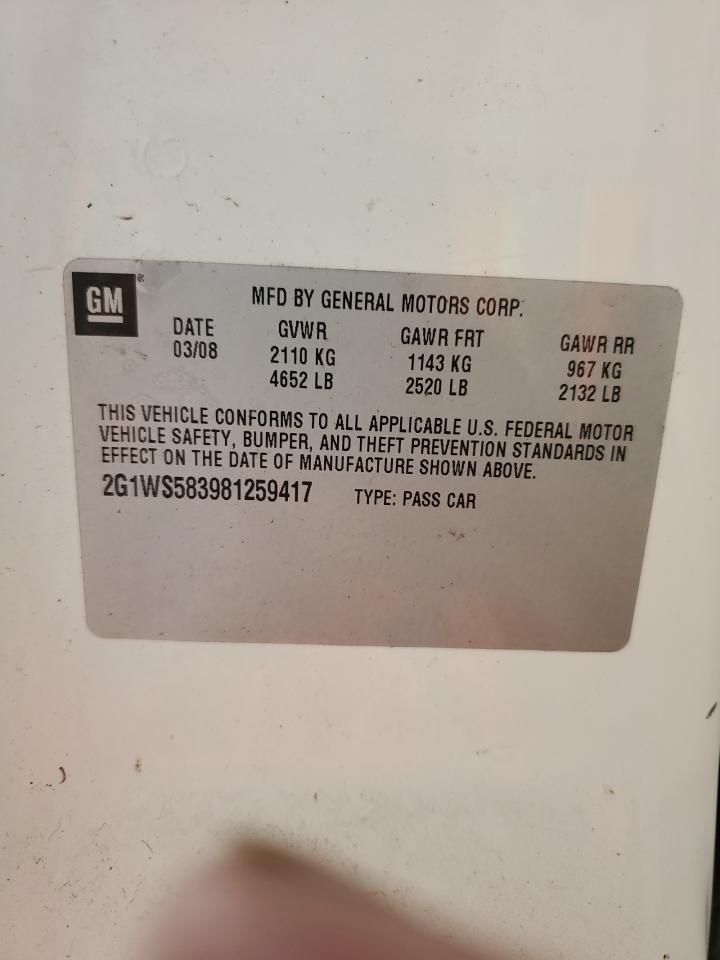 GM®
MFD BY GENERAL MOTORS CORP.
DATE GVWR GAWR FRT GAWR RR
03/08 2110 KG 1143 KG 967 KG
4652 LB 2520 LB 2132 LB
THIS VEHICLE CONFORMS TO ALL APPLICABLE U.S. FEDERAL MOTOR
VEHICLE SAFETY, BUMPER, AND THEFT PREVENTION STANDARDS IN
EFFECT ON THE DATE OF MANUFACTURE SHOWN ABOVE.
2G1WS583981259417 TYPE: PASS CAR